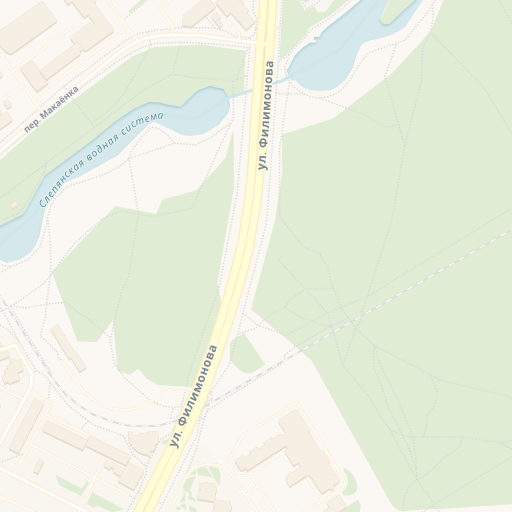 ул. Филимонова
пер. Макаёнка
Слепянская водная система
ул. Филимонова